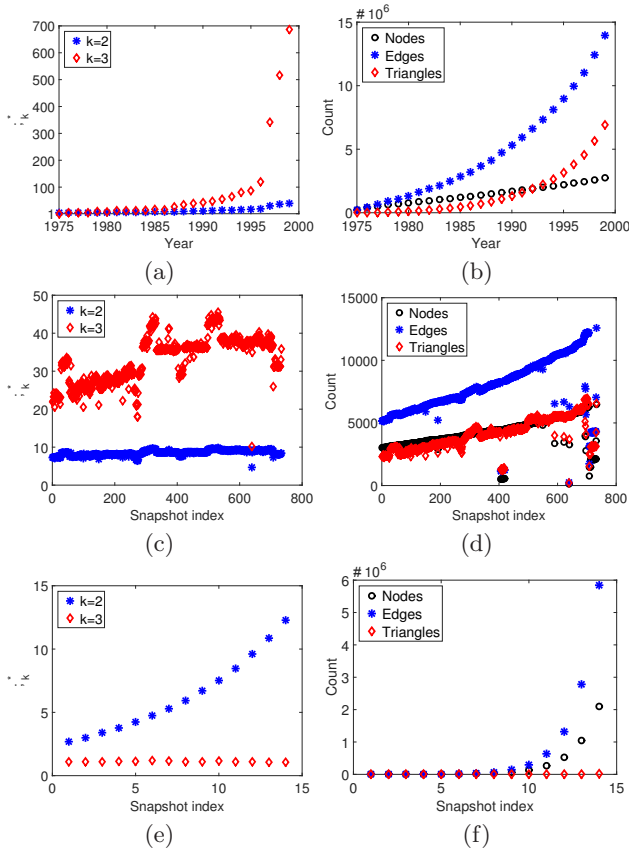 700
600
500
400
300
200
100
1
1975 1980 1985 1990 1995 2000
Year
k=2
k=3
(a)
# 10^6
15
10
5
0
1975 1980 1985 1990 1995 2000
Year
Count
Nodes
Edges
Triangles
(b)
50
40
30
20
10
0
0 200 400 600 800
Snapshot index
k=2
k=3
(c)
15000
10000
5000
0
0 200 400 600 800
Snapshot index
Count
Nodes
Edges
Triangles
(d)
15
10
5
0
0 5 10 15
Snapshot index
k=2
k=3
(e)
# 10^6
6
5
4
3
2
1
0
0 5 10 15
Snapshot index
Count
Nodes
Edges
Triangles
(f)